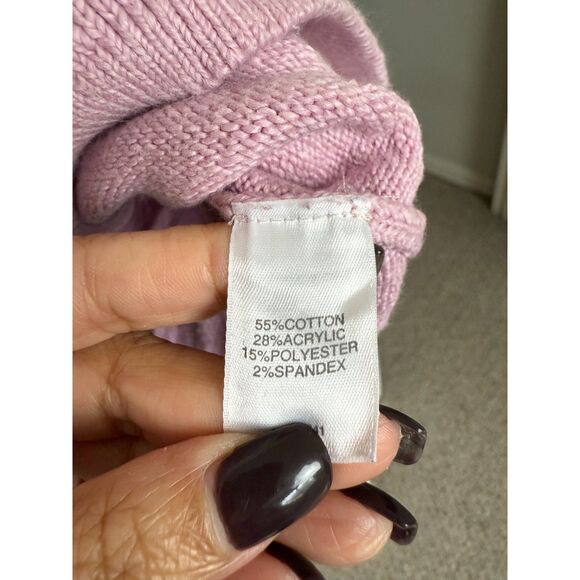 55%COTTON
28%ACRYLIC
15%POLYESTER
2%SPANDEX